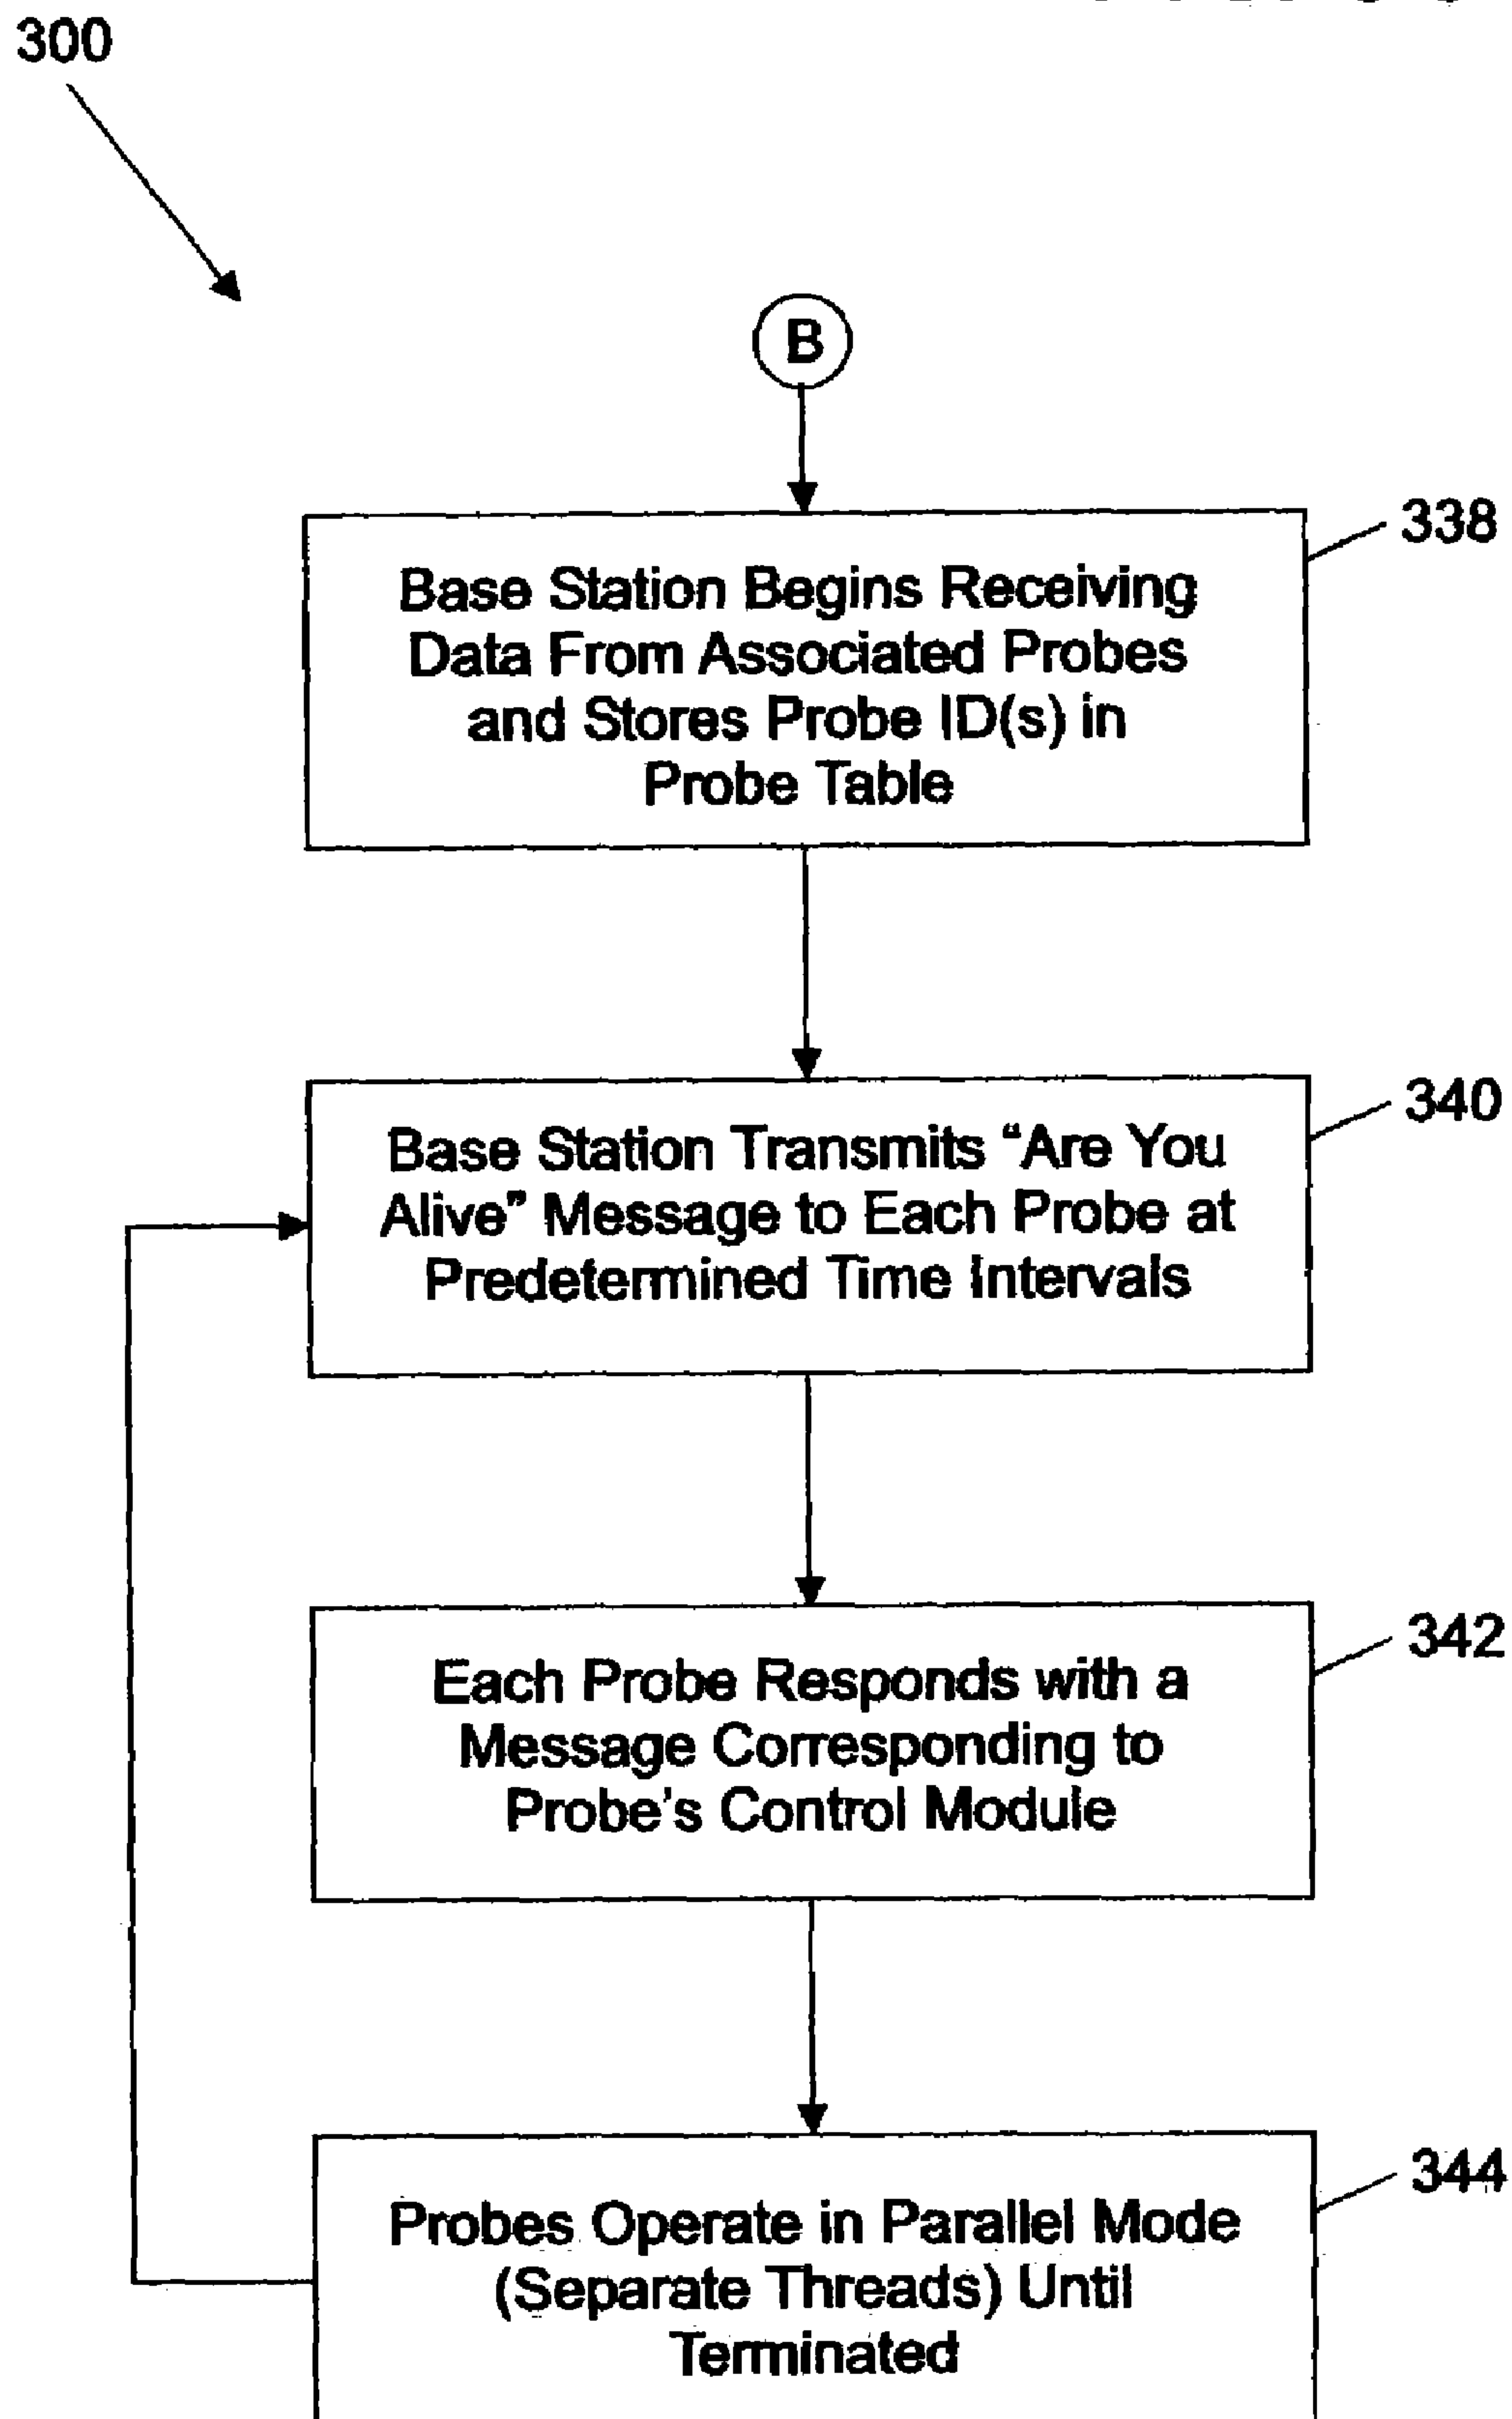 300
B
338
Base Station Begins Receiving
Data From Associated Probes
and Stores Probe ID(s) in
Probe Table
340
Base Station Transmits “Are You
Alive” Message to Each Probe at
Predetermined Time Intervals
342
Each Probe Responds with a
Message Corresponding to
Probe's Control Module
344
Probes Operate in Parallel Mode
(Separate Threads) Until
Terminated